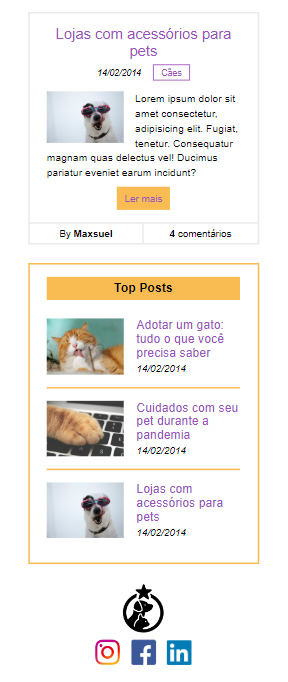 Lojas com acessórios para
pets
14/02/2014 Cães
Lorem ipsum dolor sit
amet consectetur,
adipisicing elit. Fugiat,
tenetur. Consequatur
magnam quas delectus vel! Ducimus
pariatur eveniet earum incidunt?
Ler mais
By Maxsuel 4 comentários
Top Posts
Adotar um gato:
tudo o que você
precisa saber
14/02/2014
Cuidados com seu
pet durante a
pandemia
14/02/2014
Lojas com
acessórios para
pets
14/02/2014